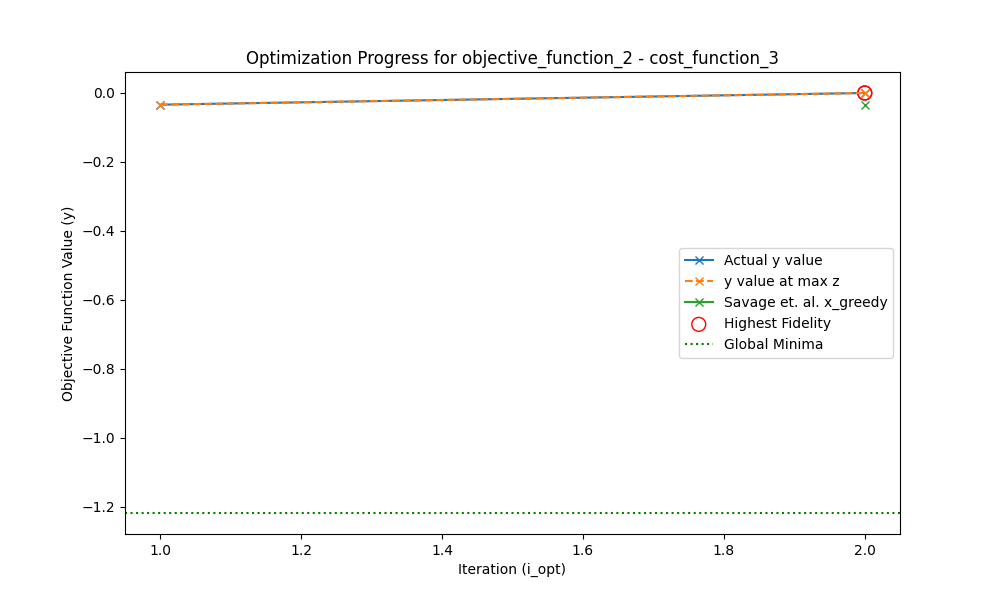 Optimization Progress for objective_function_2 - cost_function_3
Objective Function Value (y)
0.0
−0.2
−0.4
−0.6
−0.8
−1.0
−1.2
Actual y value
y value at max z
Savage et. al. x_greedy
Highest Fidelity
Global Minima
1.0 1.2 1.4 1.6 1.8 2.0
Iteration (i_opt)